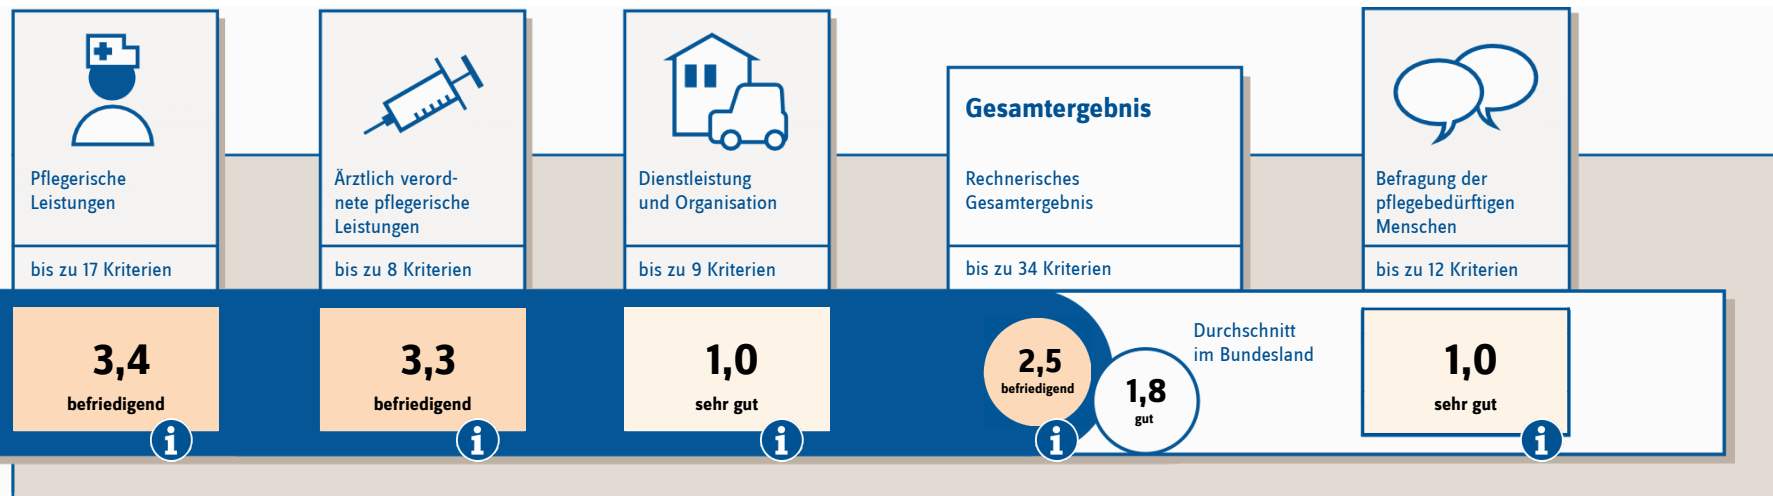 Pflegerische
Leistungen
bis zu 17 Kriterien
3,4
befriedigend
i
Ärztlich verord-
nete pflegerische
Leistungen
bis zu 8 Kriterien
3,3
befriedigend
i
Dienstleistung
und Organisation
bis zu 9 Kriterien
1,0
sehr gut
i
Gesamtergebnis
Rechnerisches
Gesamtergebnis
bis zu 34 Kriterien
2,5
befriedigend
i
1,8
gut
Durchschnitt
im Bundesland
Befragung der
pflegebedürftigen
Menschen
bis zu 12 Kriterien
1,0
sehr gut
i